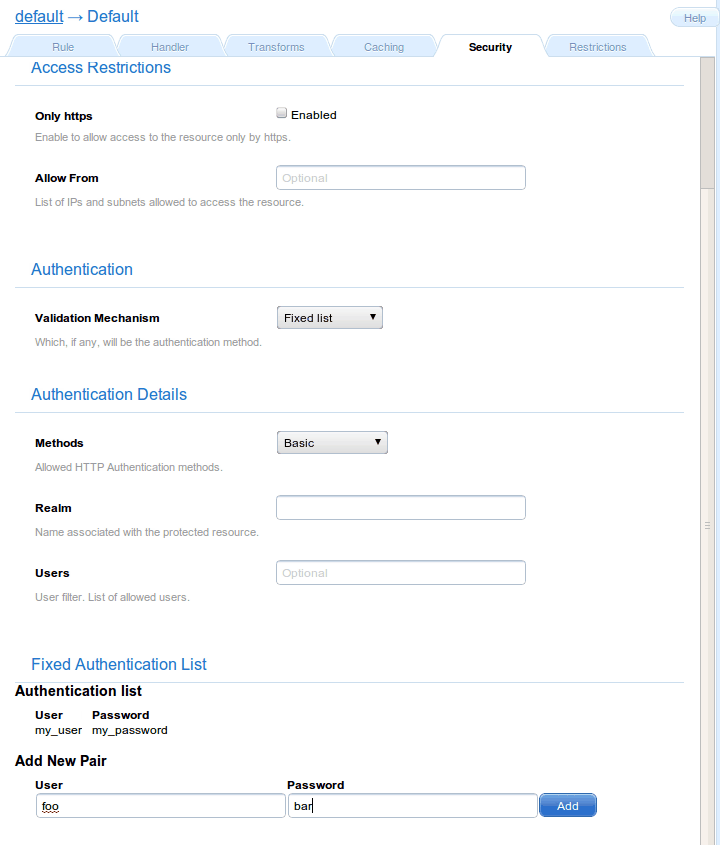 default → Default
Help
Rule Handler Transforms Caching Security Restrictions
Access Restrictions
Only https Enabled
Enable to allow access to the resource only by https.
Allow From Optional
List of IPs and subnets allowed to access the resource.
Authentication
Validation Mechanism Fixed list
Which, if any, will be the authentication method.
Authentication Details
Methods Basic
Allowed HTTP Authentication methods.
Realm
Name associated with the protected resource.
Users Optional
User filter. List of allowed users.
Fixed Authentication List
Authentication list
User Password
my_user my_password
Add New Pair
User Password
foo bar Add